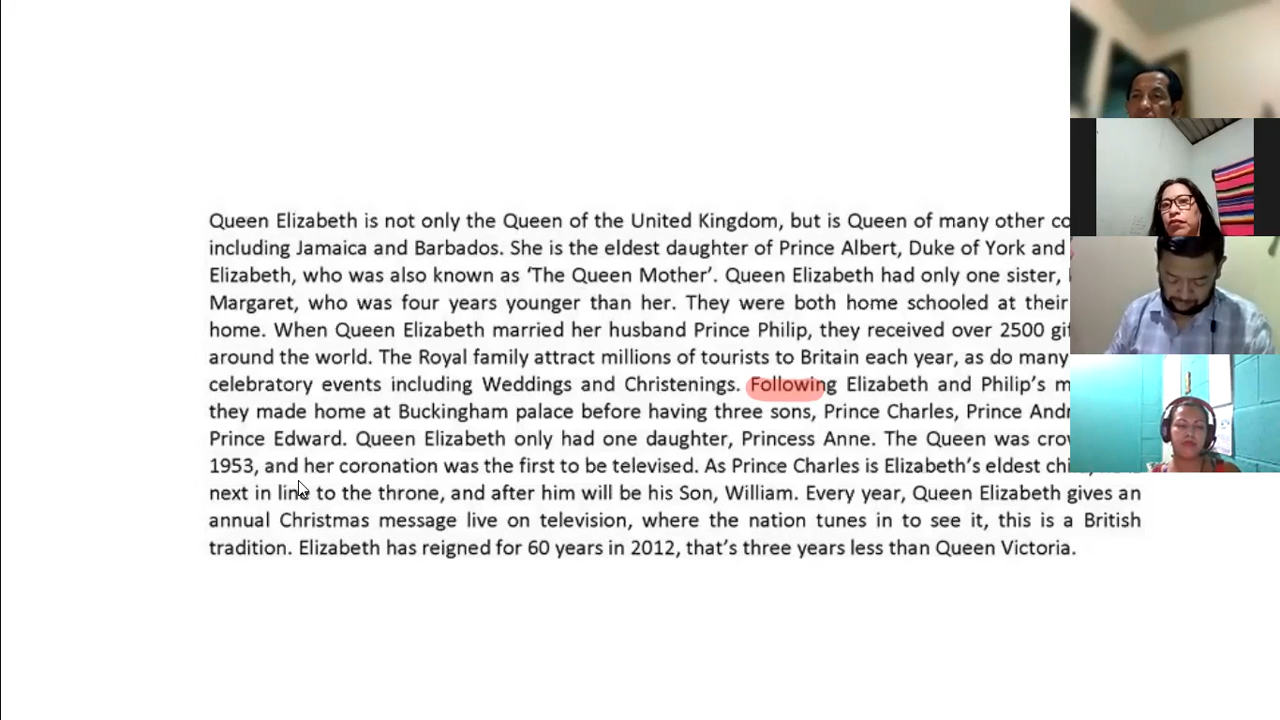 Queen Elizabeth is not only the Queen of the United Kingdom, but is Queen of many other
including Jamaica and Barbados. She is the eldest daughter of Prince Albert, Duke of York and
Elizabeth, who was also known as ‘The Queen Mother’. Queen Elizabeth had only one sister,
Margaret, who was four years younger than her. They were both home schooled at their
home. When Queen Elizabeth married her husband Prince Philip, they received over 2500
around the world. The Royal family attract millions of tourists to Britain each year, as do many
celebratory events including Weddings and Christenings. Following Elizabeth and Philip’s
they made home at Buckingham palace before having three sons, Prince Charles, Prince
Prince Edward. Queen Elizabeth only had one daughter, Princess Anne. The Queen was
1953, and her coronation was the first to be televised. As Prince Charles is Elizabeth’s eldest
next in line to the throne, and after him will be his Son, William. Every year, Queen Elizabeth gives an
annual Christmas message live on television, where the nation tunes in to see it, this is a British
tradition. Elizabeth has reigned for 60 years in 2012, that’s three years less than Queen Victoria.